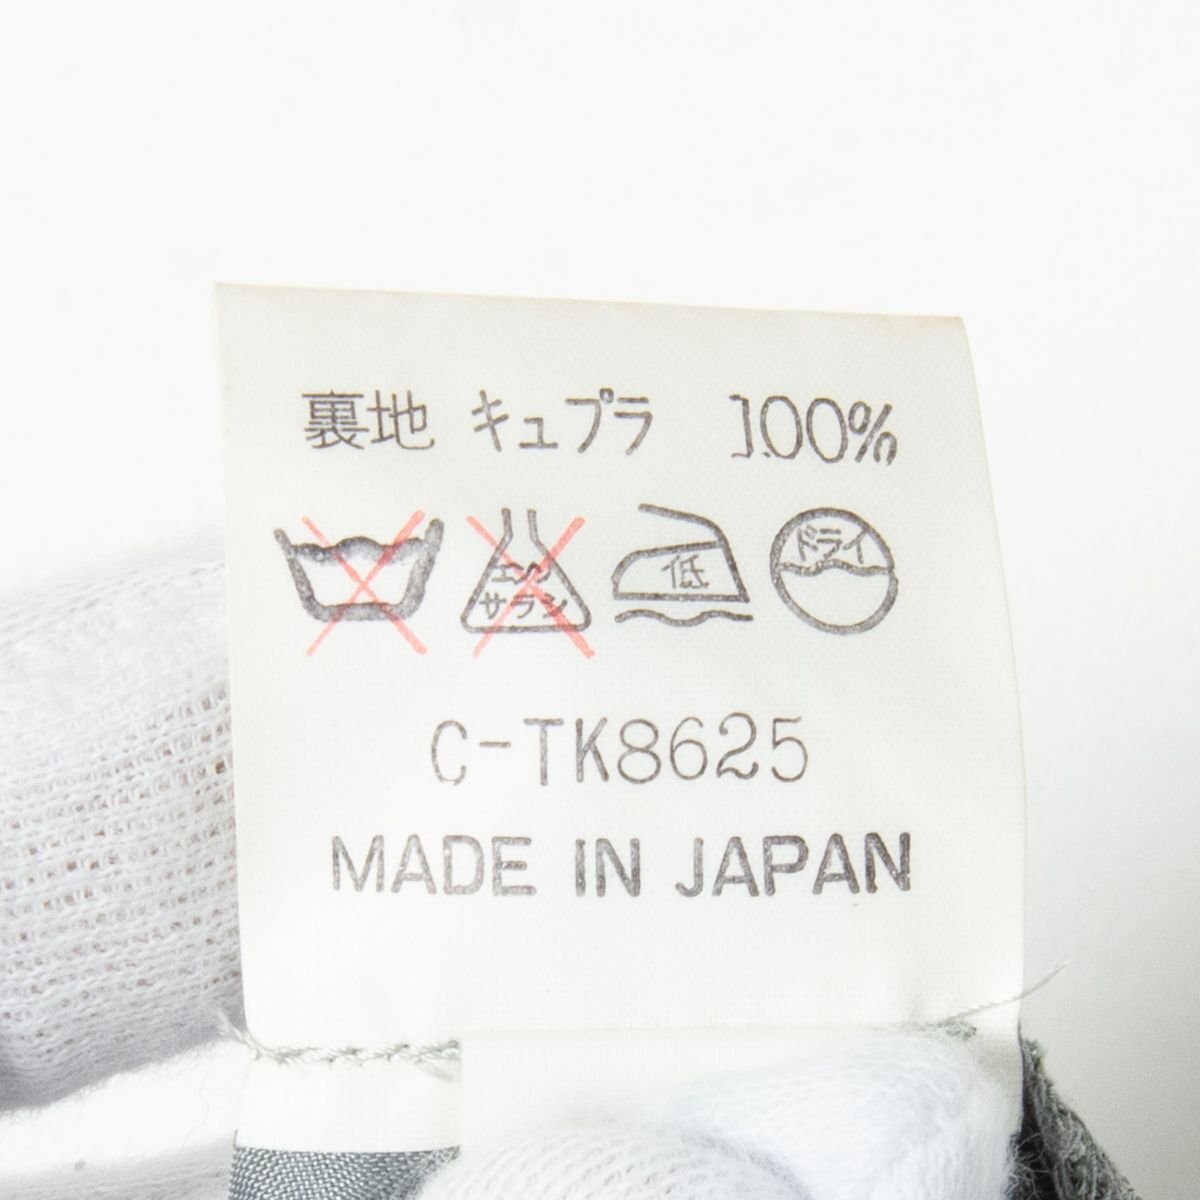 裏地 キュプラ 100%
エンソ サラシ 低 ドライ
C-TK8625
MADE IN JAPAN